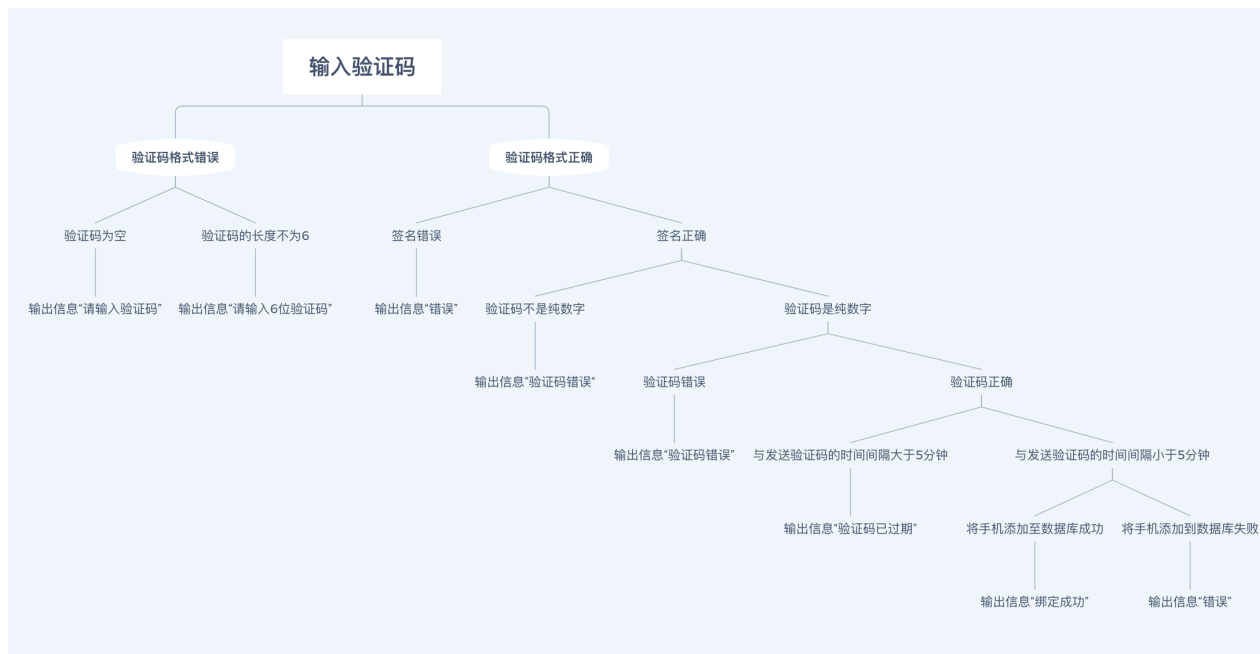 输入验证码
验证码格式错误
验证码格式正确
验证码为空
验证码的长度不为6
签名错误
签名正确
输出信息“请输入验证码”
输出信息“请输入6位验证码”
输出信息“错误”
验证码不是纯数字
验证码是纯数字
输出信息”验证码错误“
验证码错误
验证码正确
输出信息“验证码错误”
与发送验证码的时间间隔大于5分钟
与发送验证码的时间间隔小于5分钟
输出信息“验证码已过期”
将手机添加至数据库成功
将手机添加到数据库失败
输出信息“绑定成功”
输出信息“错误”